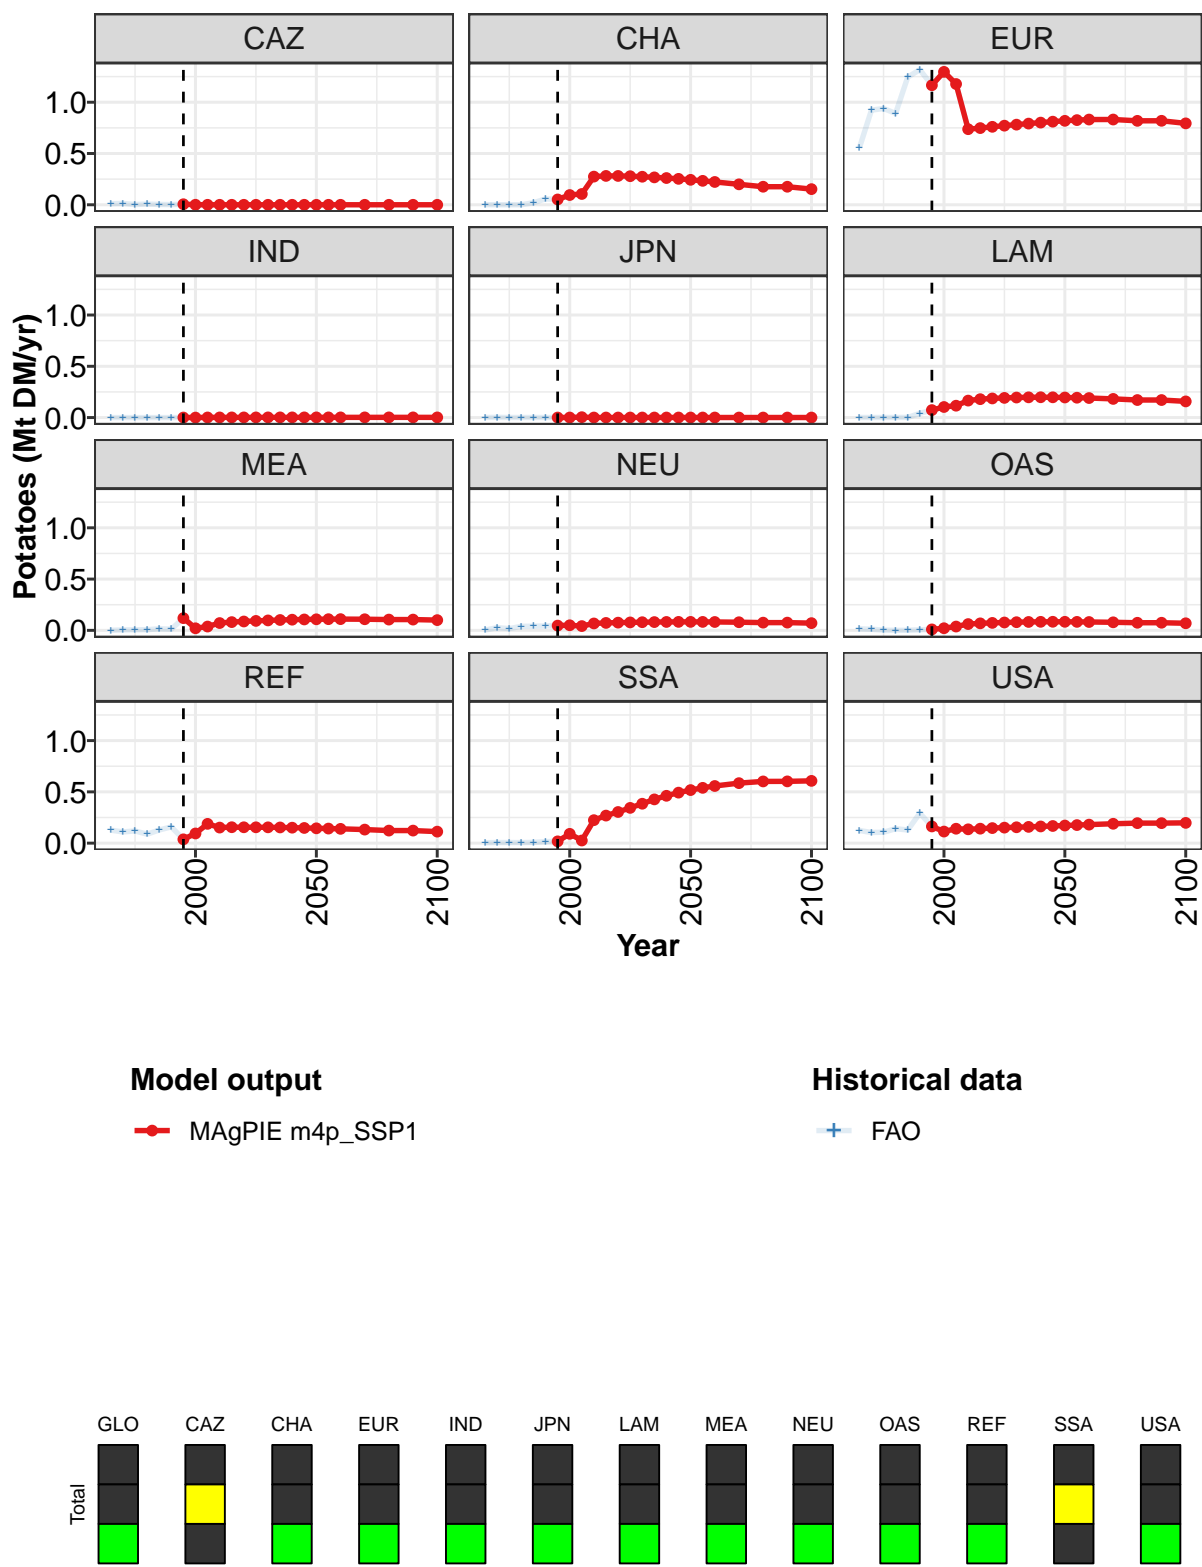 CAZ CHA EUR
1.0
0.5
0.0
IND JPN LAM
1.0
0.5
0.0
MEA NEU OAS
1.0
0.5
0.0
REF SSA USA
1.0
0.5
0.0
Potatoes (Mt DM/yr)
2000 2050 2100 2000 2050 2100 2000 2050 2100
Year
Model output
MAgPIE m4p_SSP1
Historical data
FAO
GLO CAZ CHA EUR IND JPN LAM MEA NEU OAS REF SSA USA
Total